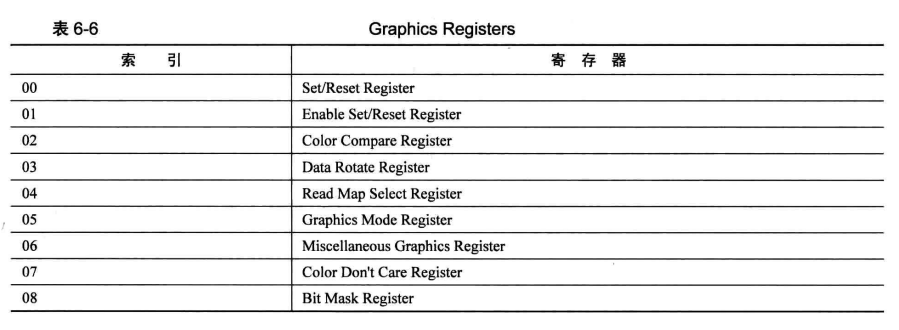 表 6-6 Graphics Registers
索 引 寄 存 器
00 Set/Reset Register
01 Enable Set/Reset Register
02 Color Compare Register
03 Data Rotate Register
04 Read Map Select Register
05 Graphics Mode Register
06 Miscellaneous Graphics Register
07 Color Don't Care Register
08 Bit Mask Register